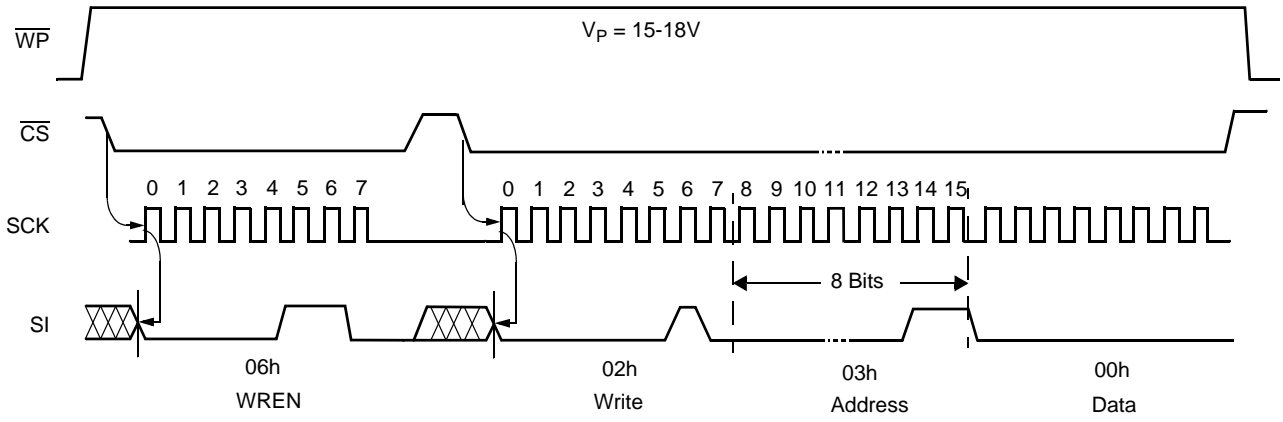 WP
V_P = 15-18V
CS
0 1 2 3 4 5 6 7
0 1 2 3 4 5 6 7 8 9 10 11 12 13 14 15
SCK
8 Bits
SI
06h
WREN
02h
Write
03h
Address
00h
Data